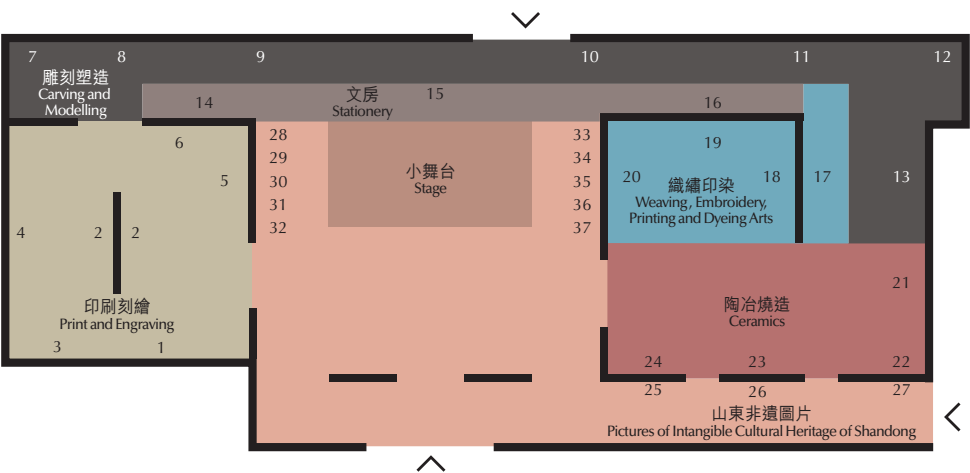 7
8
9
10
11
12
雕刻塑造
Carving and
Modelling
14
文房
Stationery
15
16
6
5
4
2
2
印刷刻繪
Print and Engraving
3
1
28
29
30
31
32
小舞台
Stage
33
34
35
36
37
19
20
18
17
織繡印染
Weaving, Embroidery,
Printing and Dyeing Arts
13
21
陶冶燒造
Ceramics
24
23
22
25
26
27
山東非遺圖片
Pictures of Intangible Cultural Heritage of Shandong